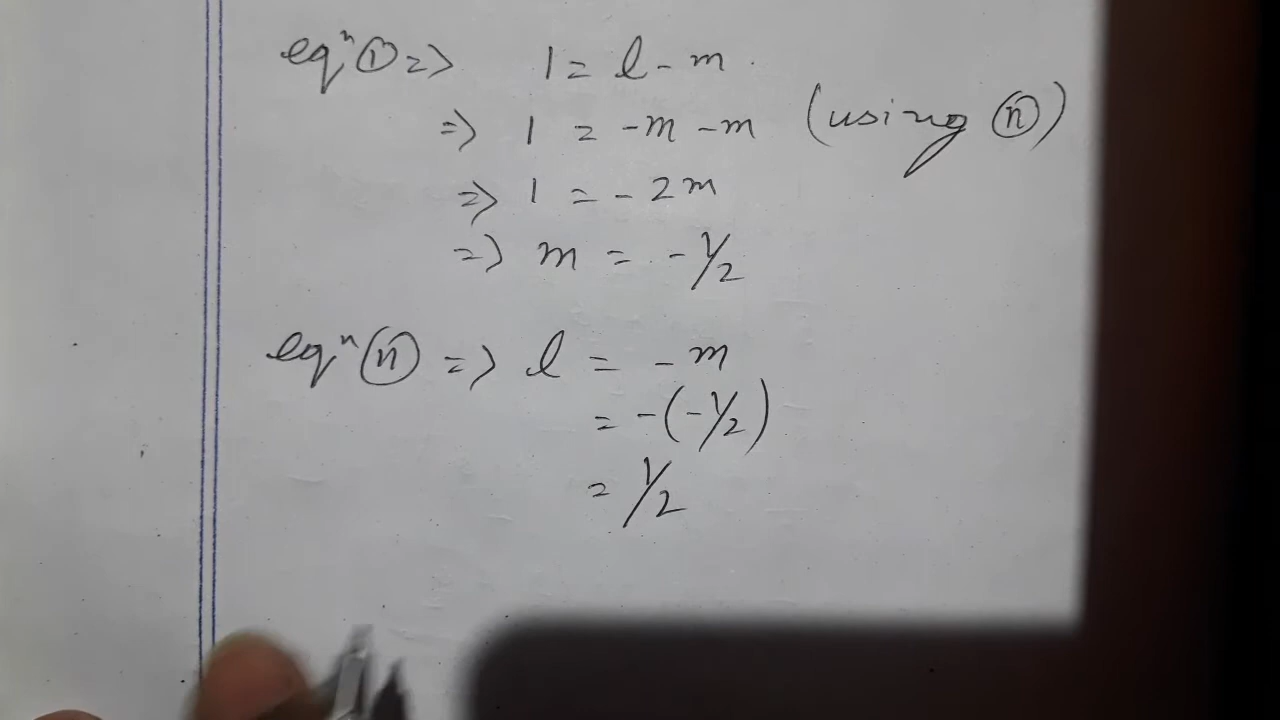 eqⁿ ① => 1 = l - m.
=> 1 = -m - m (using ⓝ)
=> 1 = - 2m
=> m = - 1/2
eqⁿ ⓝ => l = - m
= -(-1/2)
= 1/2